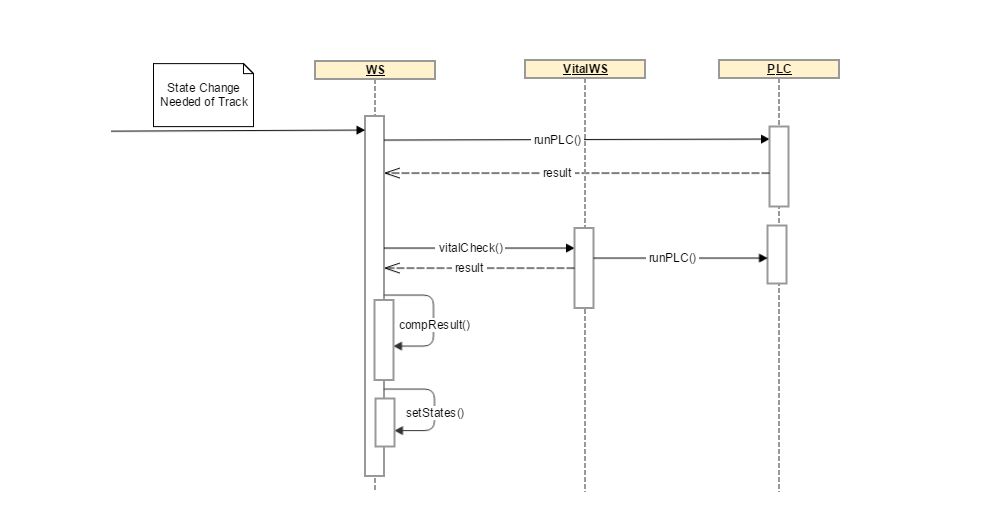 State Change
Needed of Track
WS
VitalWS
PLC
runPLC()
result
vitalCheck()
runPLC()
result
compResult()
setStates()